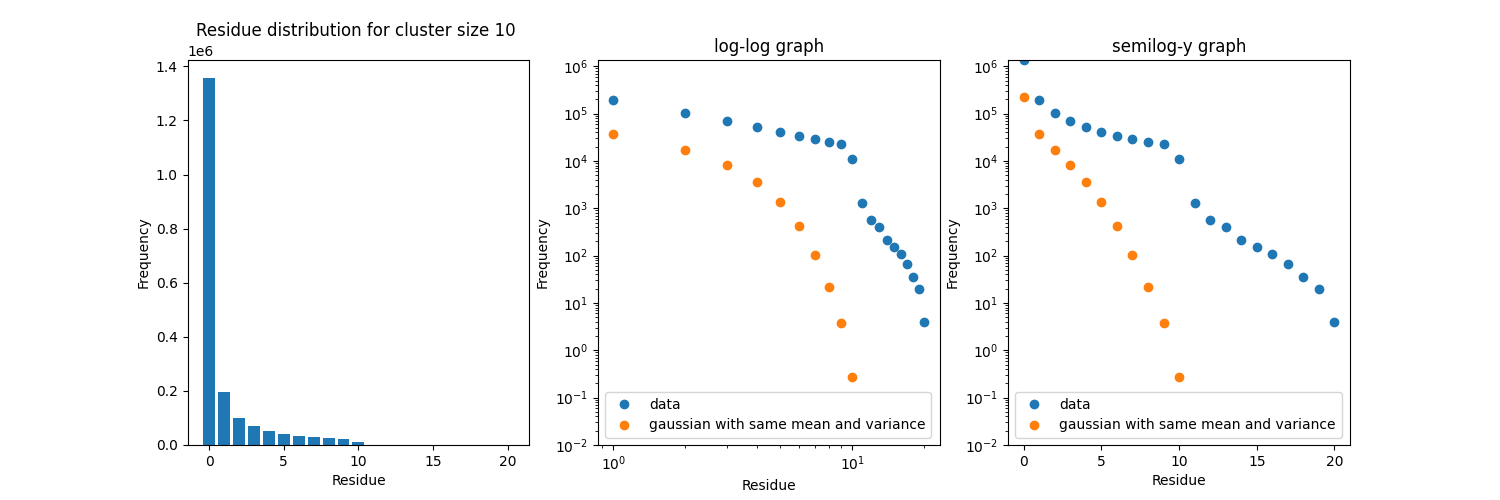 Residue distribution for cluster size 10
1e6
1.4
1.2
1.0
0.8
0.6
0.4
0.2
0.0
Frequency
0 5 10 15 20
Residue
log-log graph
10^6
10^5
10^4
10^3
10^2
10^1
10^0
10^-1
10^-2
Frequency
data
gaussian with same mean and variance
10^0 10^1
Residue
semilog-y graph
10^6
10^5
10^4
10^3
10^2
10^1
10^0
10^-1
10^-2
Frequency
data
gaussian with same mean and variance
0 5 10 15 20
Residue